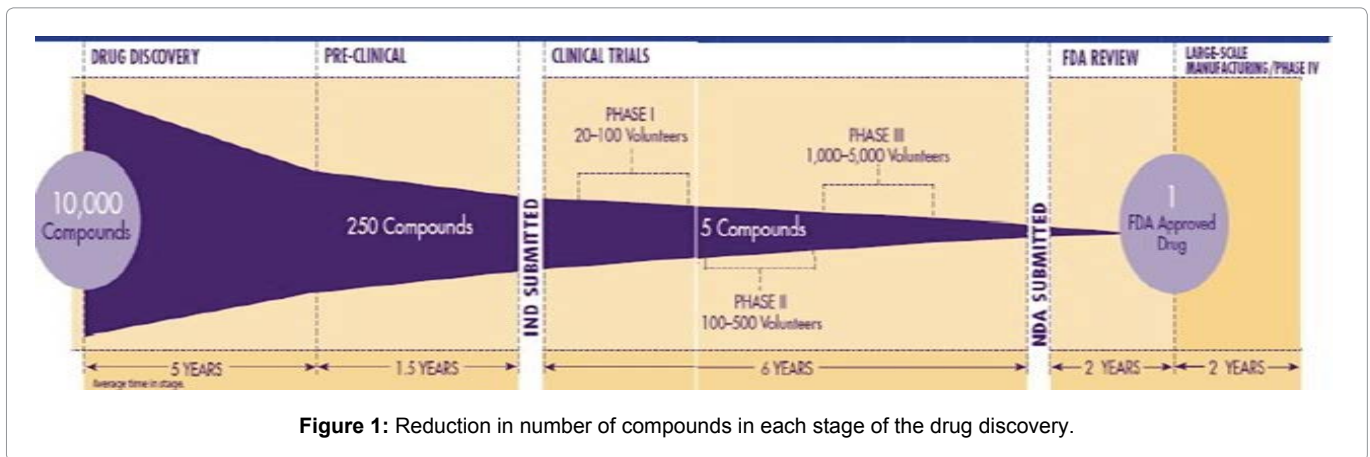 DRUG DISCOVERY
PRE-CLINICAL
CLINICAL TRIALS
FDA REVIEW
LARGE-SCALE
MANUFACTURING/PHASE IV
PHASE I
20–100 Volunteers
PHASE III
1,000–5,000 Volunteers
10,000
Compounds
250 Compounds
IND SUBMITTED
5 Compounds
NDA SUBMITTED
1
FDA Approved
Drug
PHASE II
100–500 Volunteers
5 YEARS
1.5 YEARS
6 YEARS
2 YEARS
2 YEARS
Average time in stage.
Figure 1: Reduction in number of compounds in each stage of the drug discovery.